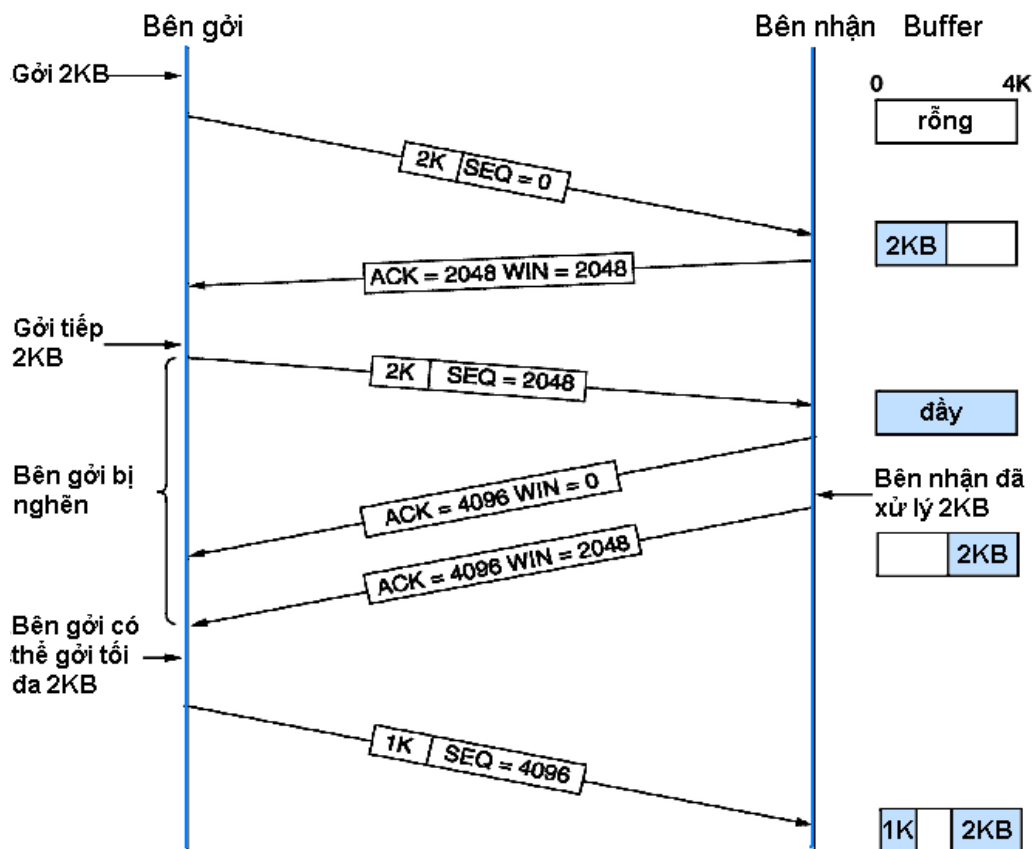 Bên gởi
Bên nhận
Buffer
Gởi 2KB
0
4K
rỗng
2K
SEQ = 0
2KB
ACK = 2048 WIN = 2048
Gởi tiếp
2KB
2K
SEQ = 2048
đầy
Bên gởi bị
nghẽn
ACK = 4096 WIN = 0
Bên nhận đã
xử lý 2KB
ACK = 4096 WIN = 2048
2KB
Bên gởi có
thể gởi tối
đa 2KB
1K
SEQ = 4096
1K
2KB